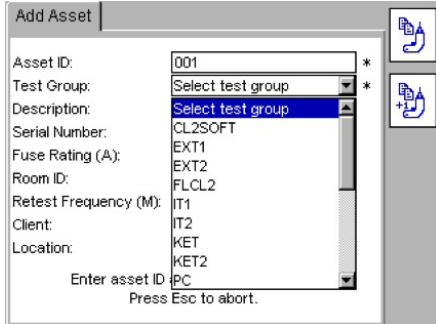 Add Asset
Asset ID: 001 *
Test Group: Select test group *
Description: Select test group
Serial Number: CL2SOFT
EXT1
Fuse Rating (A): EXT2
Room ID: FLCL2
Retest Frequency (M): IT1
Client: IT2
Location: KET
KET2
Enter asset ID PC
Press Esc to abort.
+1